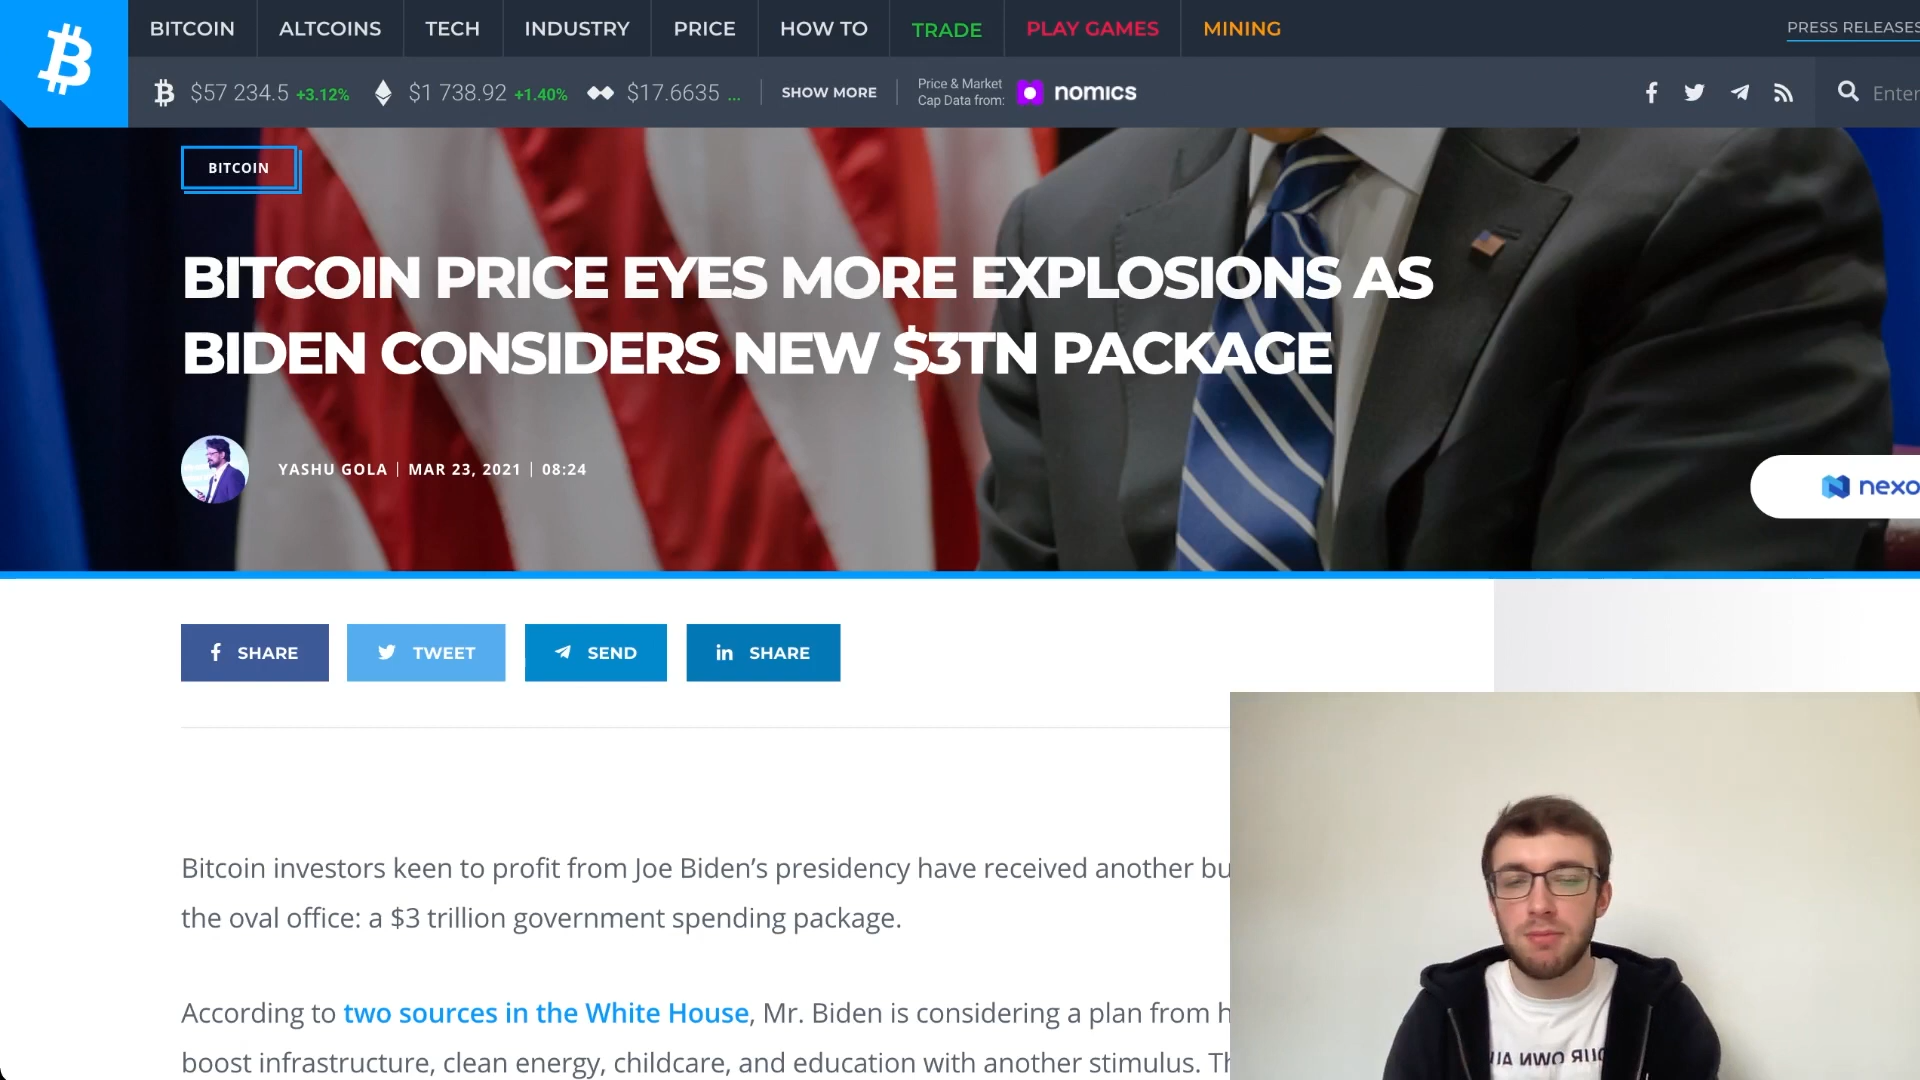 BITCOIN ALTCOINS TECH INDUSTRY PRICE HOW TO TRADE PLAY GAMES MINING PRESS RELEASES
$57 234.5 +3.12% $1 738.92 +1.40% $17.6635 ... SHOW MORE Price & Market nomics Enter
Cap Data from:
BITCOIN
BITCOIN PRICE EYES MORE EXPLOSIONS AS
BIDEN CONSIDERS NEW $3TN PACKAGE
YASHU GOLA | MAR 23, 2021 | 08:24
nexo
SHARE TWEET SEND SHARE
Bitcoin investors keen to profit from Joe Biden’s presidency have received another bu
the oval office: a $3 trillion government spending package.
According to two sources in the White House, Mr. Biden is considering a plan from h
boost infrastructure, clean energy, childcare, and education with another stimulus. Th